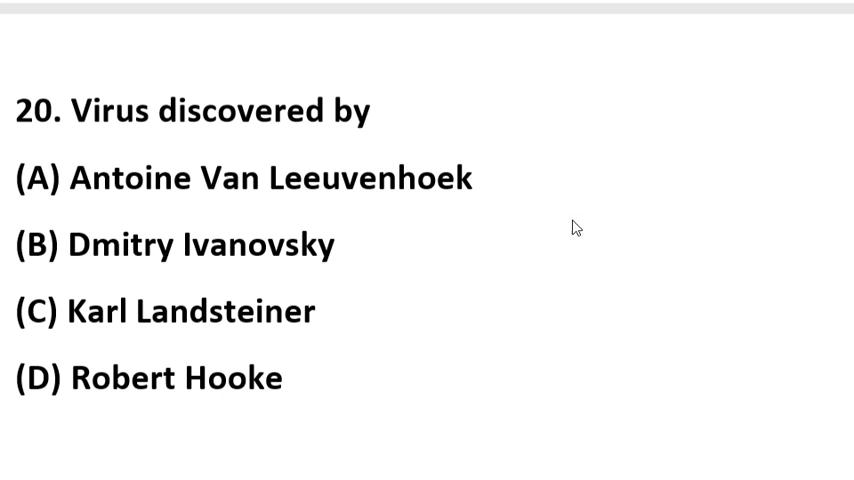 20. Virus discovered by
(A) Antoine Van Leeuvenhoek
(B) Dmitry Ivanovsky
(C) Karl Landsteiner
(D) Robert Hooke